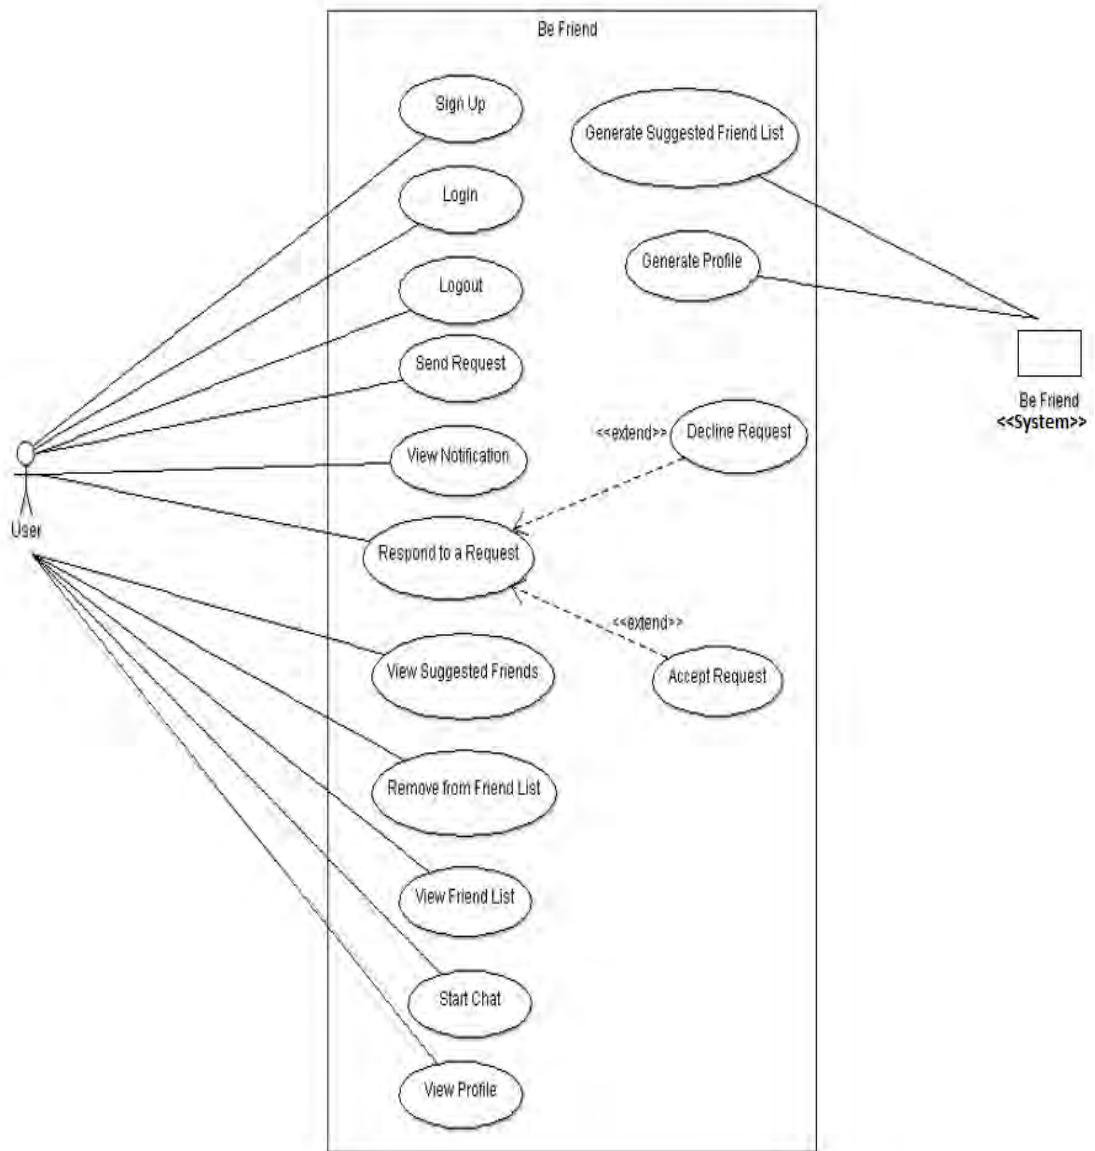 Be Friend
Sign Up
Generate Suggested Friend List
Login
Generate Profile
Logout
Send Request
Be Friend
<<System>>
<<extend>>
Decline Request
View Notification
User
Respond to a Request
<<extend>>
View Suggested Friends
Accept Request
Remove from Friend List
View Friend List
Start Chat
View Profile